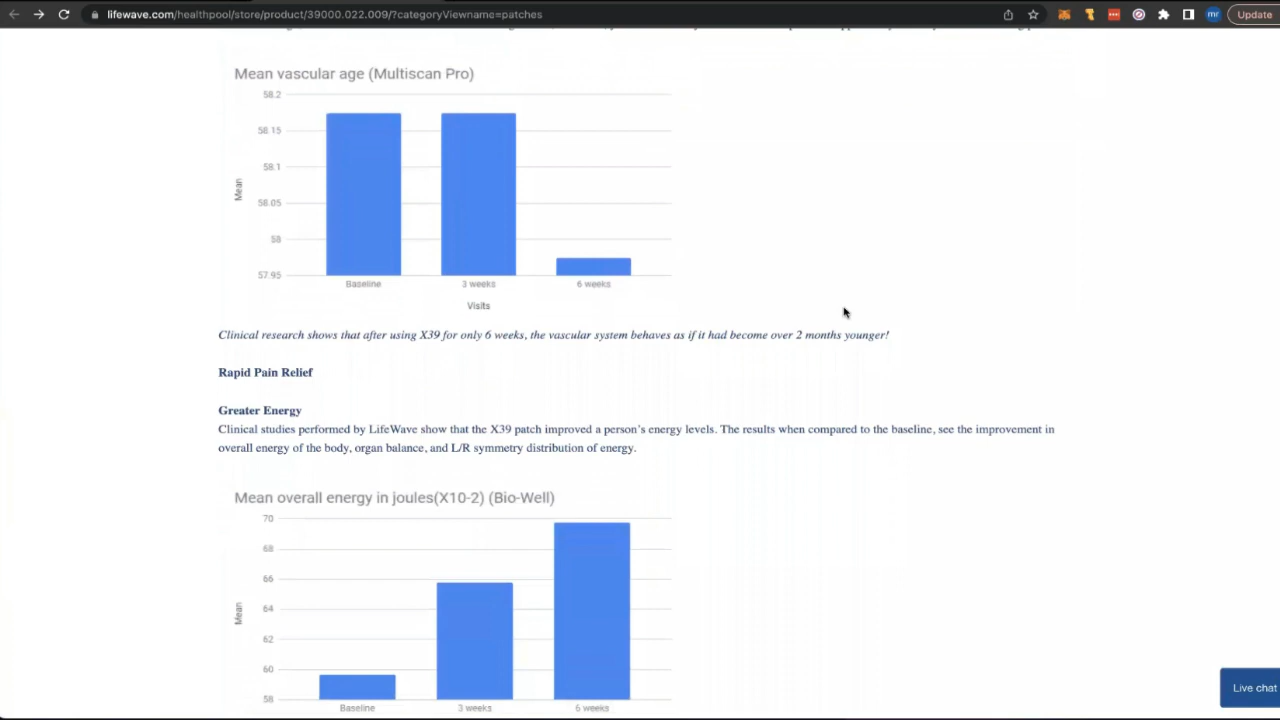 lifewave.com/healthpool/store/product/39000.022.009/?categoryViewname=patches
mr
Update
Mean vascular age (Multiscan Pro)
58.2
58.15
58.1
58.05
58
57.95
Mean
Baseline
3 weeks
6 weeks
Visits
Clinical research shows that after using X39 for only 6 weeks, the vascular system behaves as if it had become over 2 months younger!
Rapid Pain Relief
Greater Energy
Clinical studies performed by LifeWave show that the X39 patch improved a person's energy levels. The results when compared to the baseline, see the improvement in
overall energy of the body, organ balance, and L/R symmetry distribution of energy.
Mean overall energy in joules(X10-2) (Bio-Well)
70
68
66
64
62
60
58
Mean
Baseline
3 weeks
6 weeks
Live chat